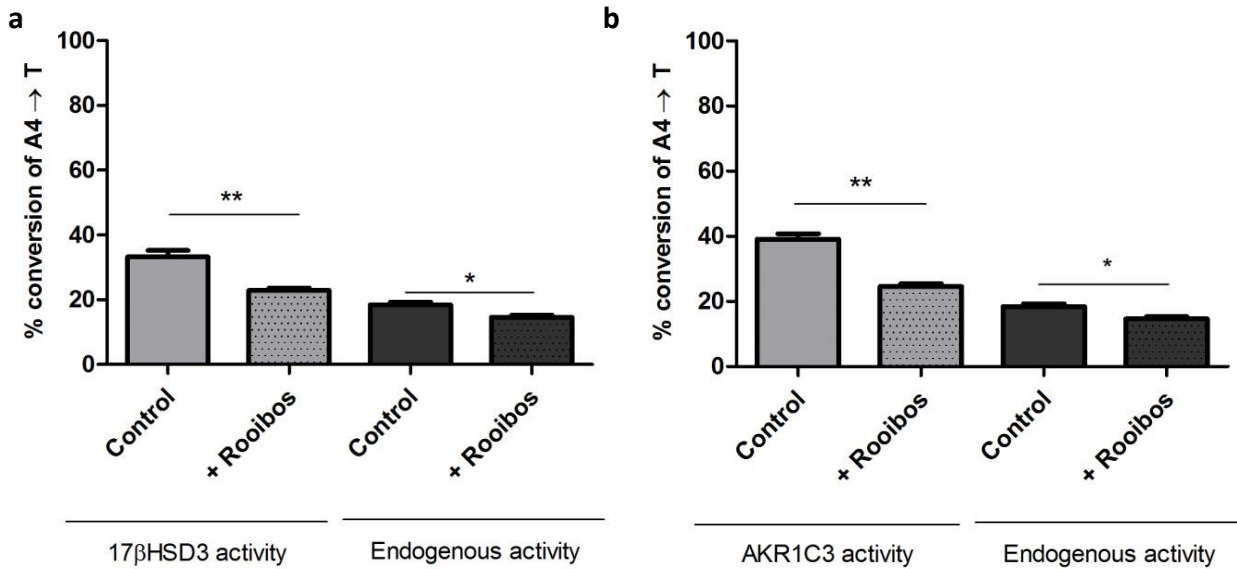 a
% conversion of A4 → T
100
80
60
40
20
0
**
*
Control
+ Rooibos
Control
+ Rooibos
17βHSD3 activity
Endogenous activity
b
% conversion of A4 → T
100
80
60
40
20
0
**
*
Control
+ Rooibos
Control
+ Rooibos
AKR1C3 activity
Endogenous activity